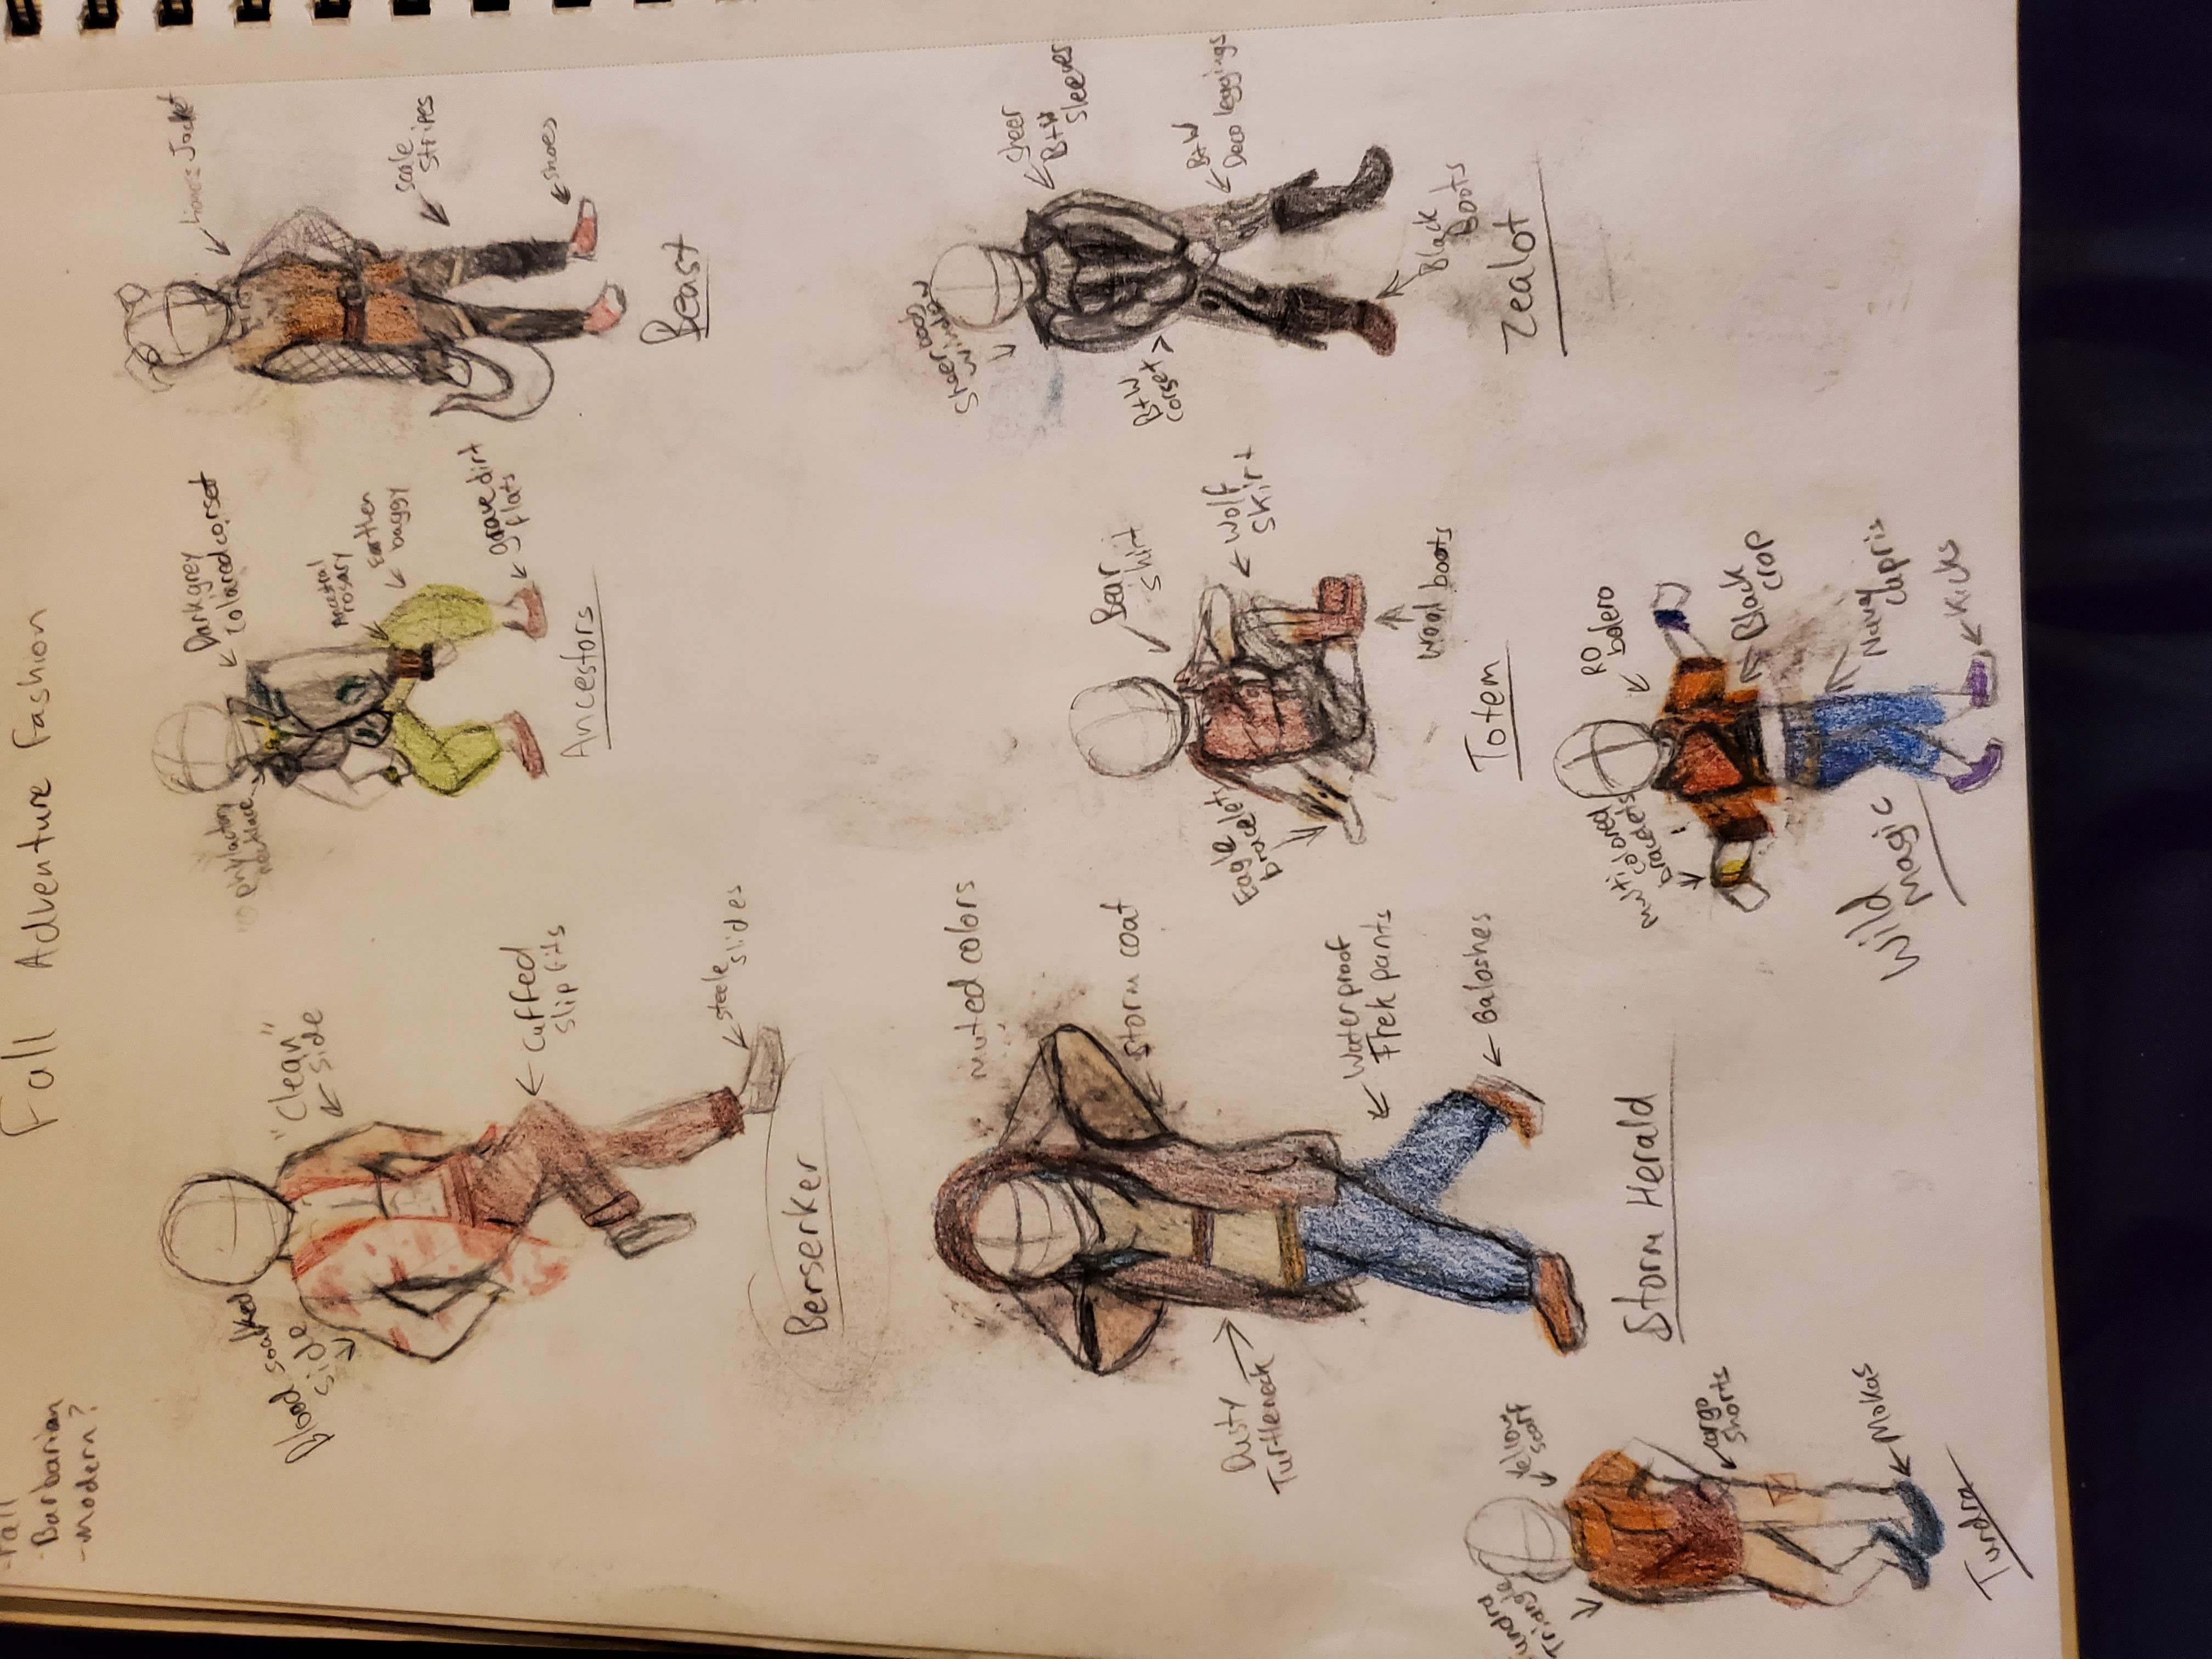 -Fall
Barbarian
-Modern?
Fall Adventure Fashion
Blood soaked
side
"Clean"
side
Cuffed
slip fits
steele
slides
Berserker
phylactory
necklace
Dark grey
colared corset
Ancestral
rosary
Earthen
baggy
grave dirt
flats
Ancestors
Jacket
scale
stripes
shoes
Beast
muted colors
storm coat
Dusty
Turtleneck
Waterproof
Trek pants
Galoshes
Storm Herald
Bear
shirt
Eagle
bracelets
Wolf
skirt
Wool boots
Totem
Sheer boob
window
Sheer
B+W
sleeves
B+W
corset
B+W
Deco leggings
Black
Boots
Zealot
Tundra
Triangle
Yellow
scarf
cargo
shorts
Mokas
Tundra
Multi
colored
bracelets
RO
bolero
Black
crop
Navy
capris
Kicks
Wild
Magic